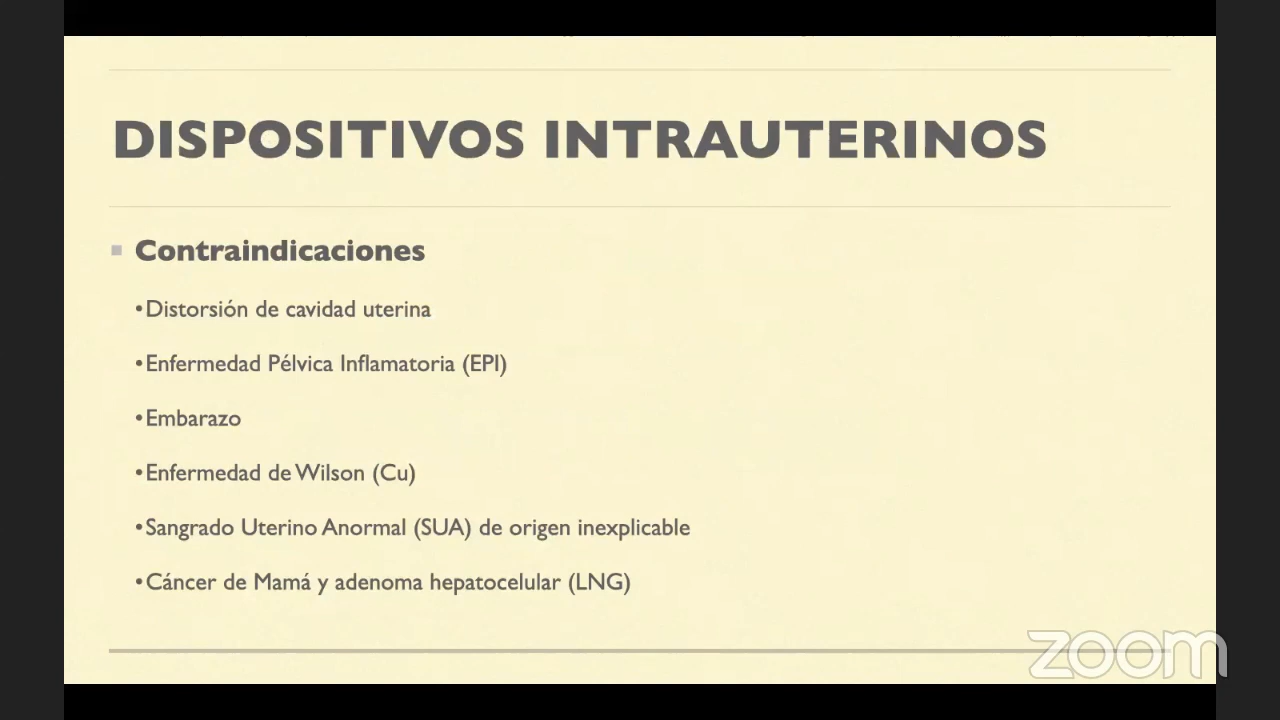 DISPOSITIVOS INTRAUTERINOS
Contraindicaciones
•Distorsión de cavidad uterina
•Enfermedad Pélvica Inflamatoria (EPI)
•Embarazo
•Enfermedad de Wilson (Cu)
•Sangrado Uterino Anormal (SUA) de origen inexplicable
•Cáncer de Mamá y adenoma hepatocelular (LNG)
zoom